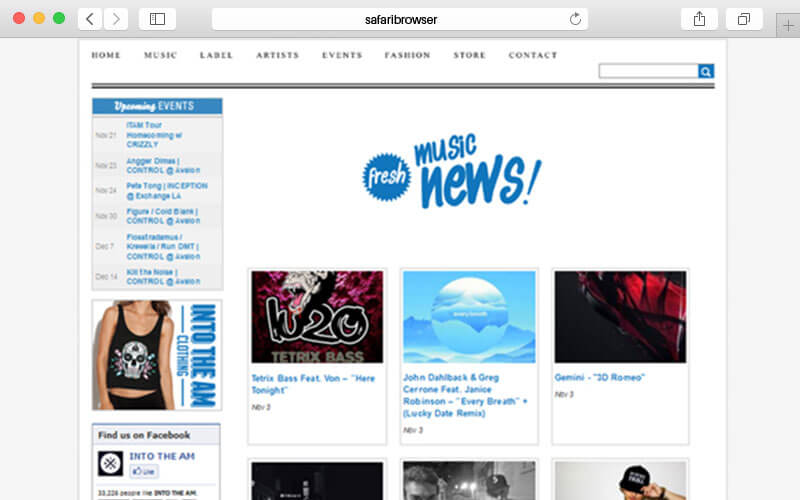 safaribrowser
HOME MUSIC LABEL ARTISTS EVENTS FASHION STORE CONTACT
Upcoming EVENTS
Nov 21 ITAM Tour
Homecoming w/
CRIZZLY
Nov 23 Angger Dimas |
CONTROL @ Avalon
Nov 24 Pete Tong | INCEPTION
@ Exchange LA
Nov 30 Figure / Cold Blank |
CONTROL @ Avalon
Dec 7 Flosstradamus /
Krewella / Run DMT |
CONTROL @ Avalon
Dec 14 Kill the Noise |
CONTROL @ Avalon
INTO THE AM
CLOTHING
Find us on Facebook
INTO THE AM
Like
33,226 people like INTO THE AM.
fresh music news!
TETRIX BASS
Tetrix Bass Feat. Von – "Here
Tonight"
Nov 3
every breath
John Dahlback & Greg
Cerrone Feat. Janice
Robinson – "Every Breath" +
(Lucky Date Remix)
Nov 3
Gemini - "3D Romeo"
Nov 3